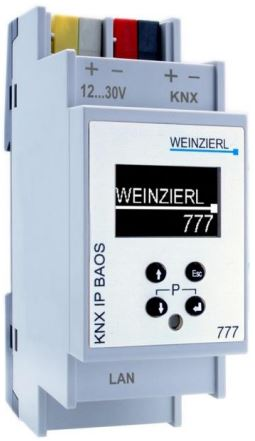 + - + -
12...30V KNX
WEINZIERL
WEINZIERL
777
Esc
P
KNX IP BAOS
777
LAN